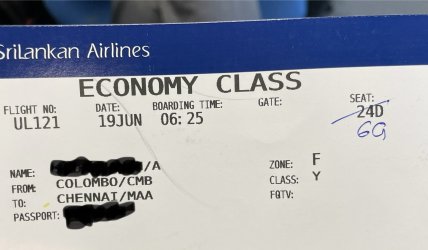 SriLankan Airlines
ECONOMY CLASS
FLIGHT NO: DATE: BOARDING TIME: GATE: SEAT:
UL121 19JUN 06:25 24D
6G
NAME: /A ZONE: F
FROM: COLOMBO/CMB CLASS: Y
TO: CHENNAI/MAA FQTV:
PASSPORT: